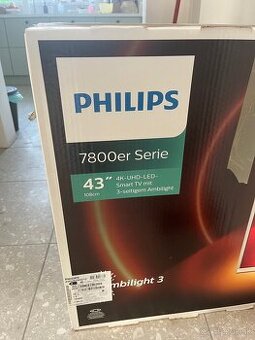 PHILIPS
7800er Serie
43"
108cm
4K-UHD-LED-
Smart TV mit
3-seitigem Ambilight
mbilight 3